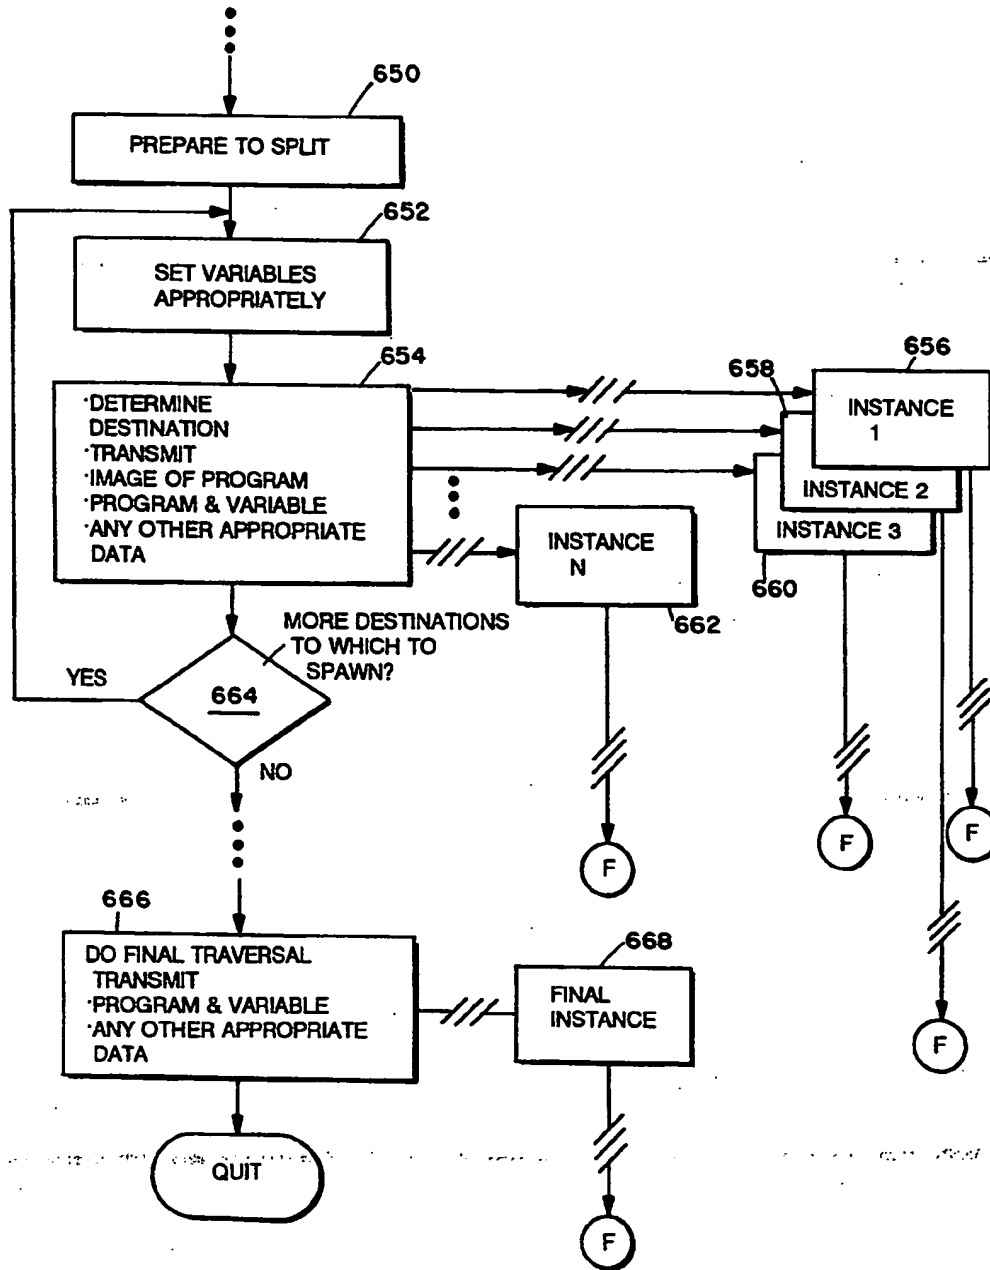 650
PREPARE TO SPLIT
652
SET VARIABLES
APPROPRIATELY
654
·DETERMINE
DESTINATION
·TRANSMIT
·IMAGE OF PROGRAM
·PROGRAM & VARIABLE
·ANY OTHER APPROPRIATE
DATA
656
INSTANCE
1
658
INSTANCE 2
INSTANCE 3
660
INSTANCE
N
662
MORE DESTINATIONS
TO WHICH TO
SPAWN?
YES
664
NO
F
F
F
F
666
DO FINAL TRAVERSAL
TRANSMIT
·PROGRAM & VARIABLE
·ANY OTHER APPROPRIATE
DATA
668
FINAL
INSTANCE
QUIT
F